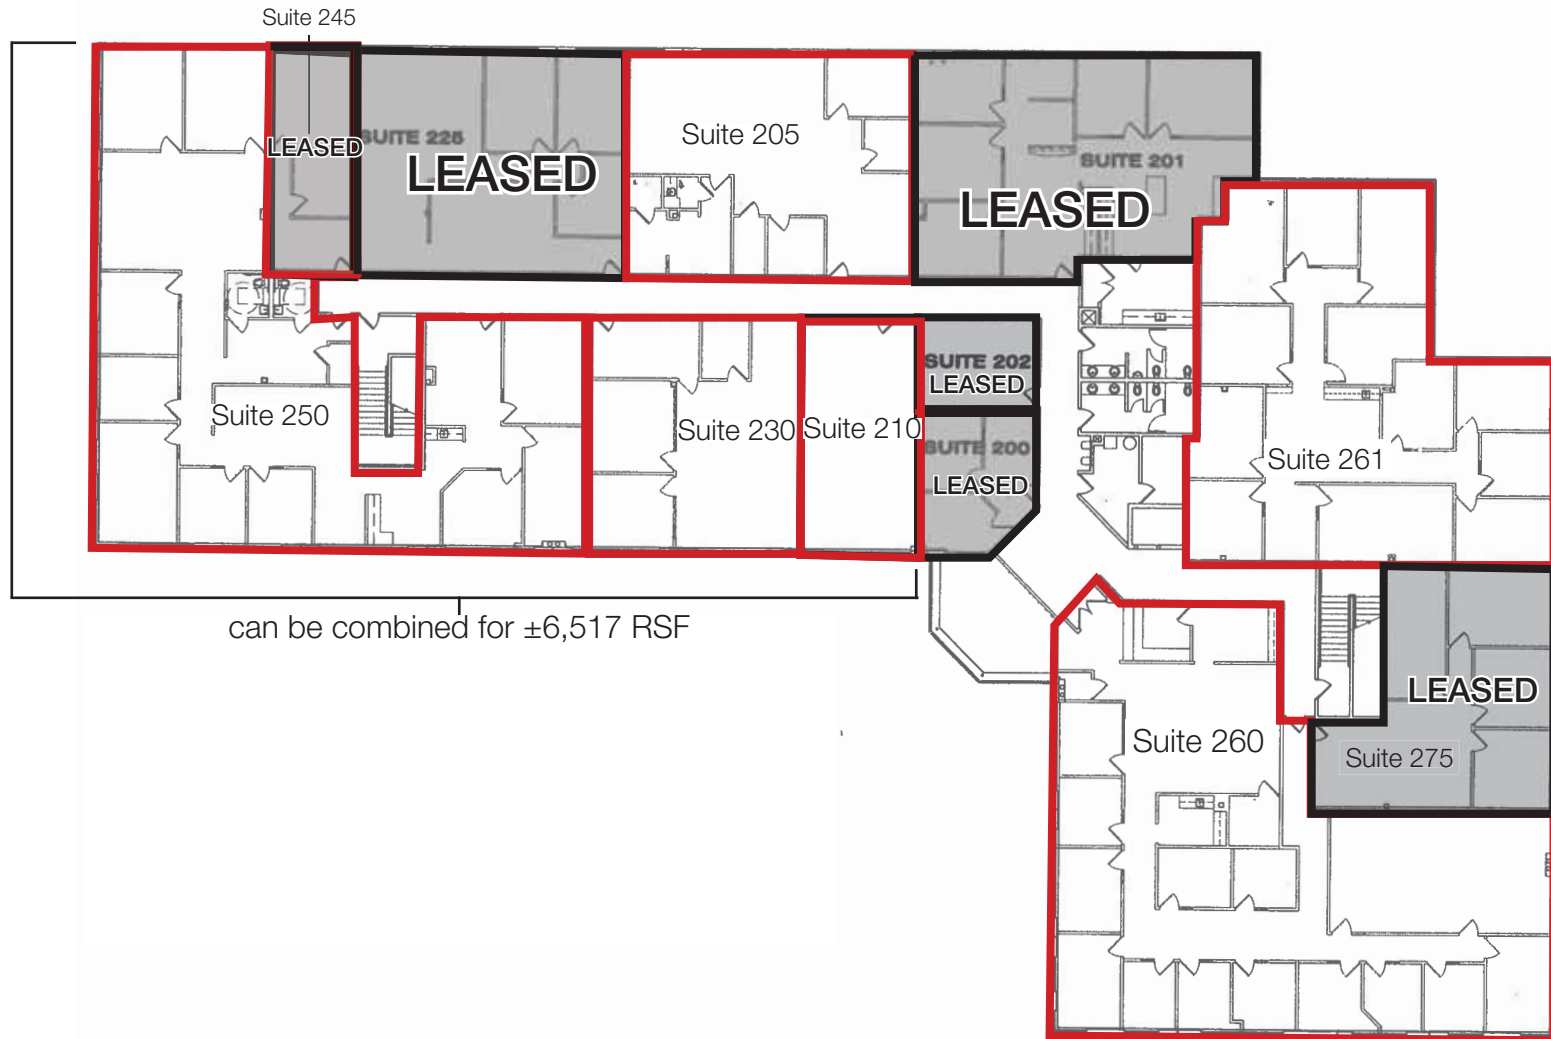 Suite 245
LEASED
SUITE 225
LEASED
Suite 205
SUITE 201
LEASED
SUITE 202
LEASED
Suite 250
Suite 230
Suite 210
SUITE 200
LEASED
Suite 261
can be combined for ±6,517 RSF
LEASED
Suite 260
Suite 275